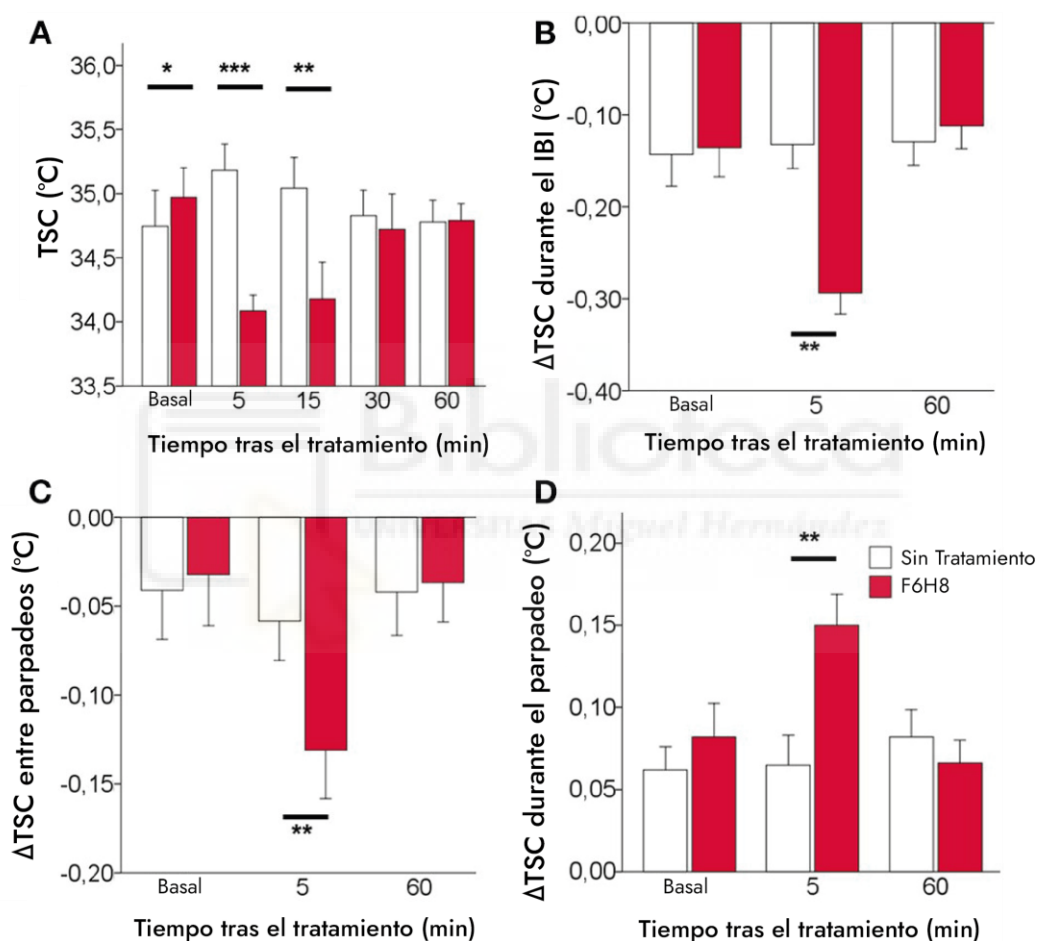 A
TSC (°C)
36,0
35,5
35,0
34,5
34,0
33,5
*
***
**
Basal 5 15 30 60
Tiempo tras el tratamiento (min)
B
ΔTSC durante el IBI (°C)
0,00
-0,10
-0,20
-0,30
-0,40
**
Basal 5 60
Tiempo tras el tratamiento (min)
Biblioteca
UNIVERSITAS Miguel Hernández
C
ΔTSC entre parpadeos (°C)
0,00
-0,05
-0,10
-0,15
-0,20
**
Basal 5 60
Tiempo tras el tratamiento (min)
D
ΔTSC durante el parpadeo (°C)
0,20
0,15
0,10
0,05
0,00
**
Sin Tratamiento
F6H8
Basal 5 60
Tiempo tras el tratamiento (min)